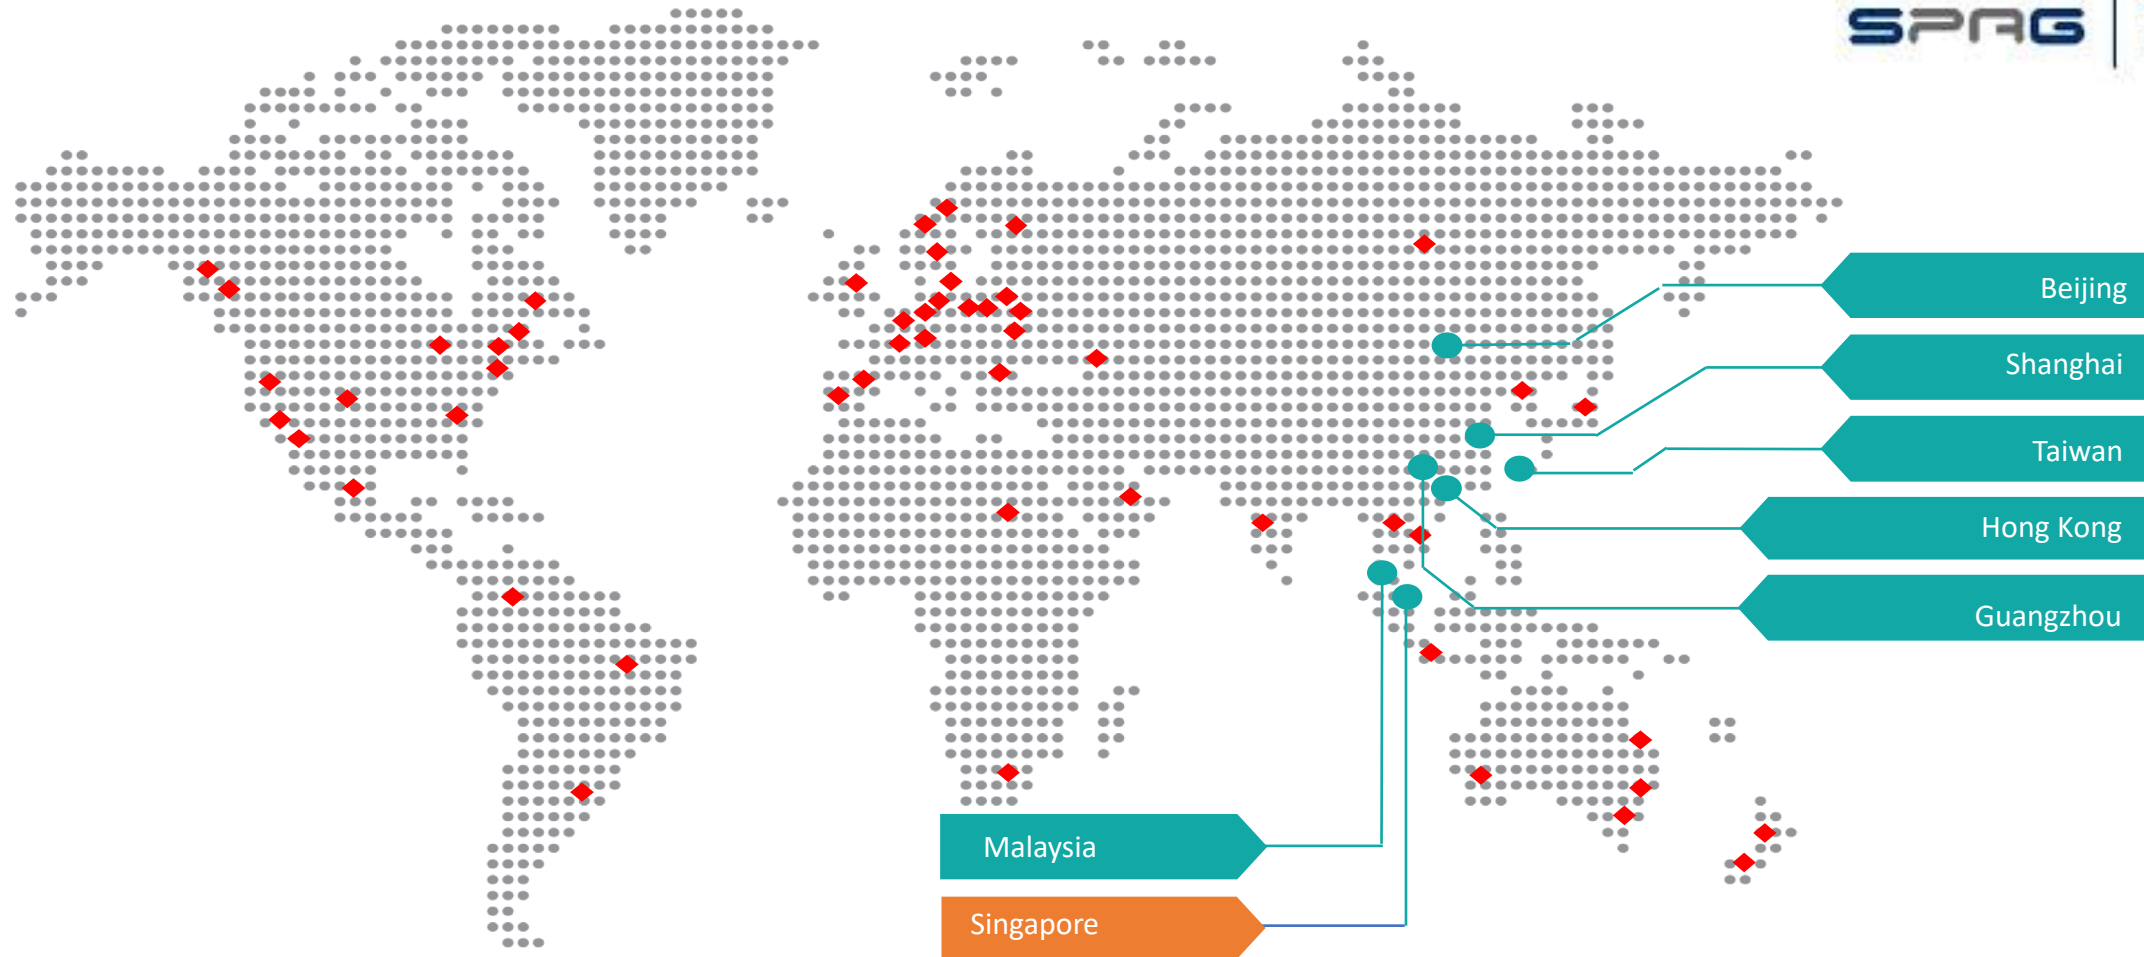 SPAG
Beijing
Shanghai
Taiwan
Hong Kong
Guangzhou
Malaysia
Singapore